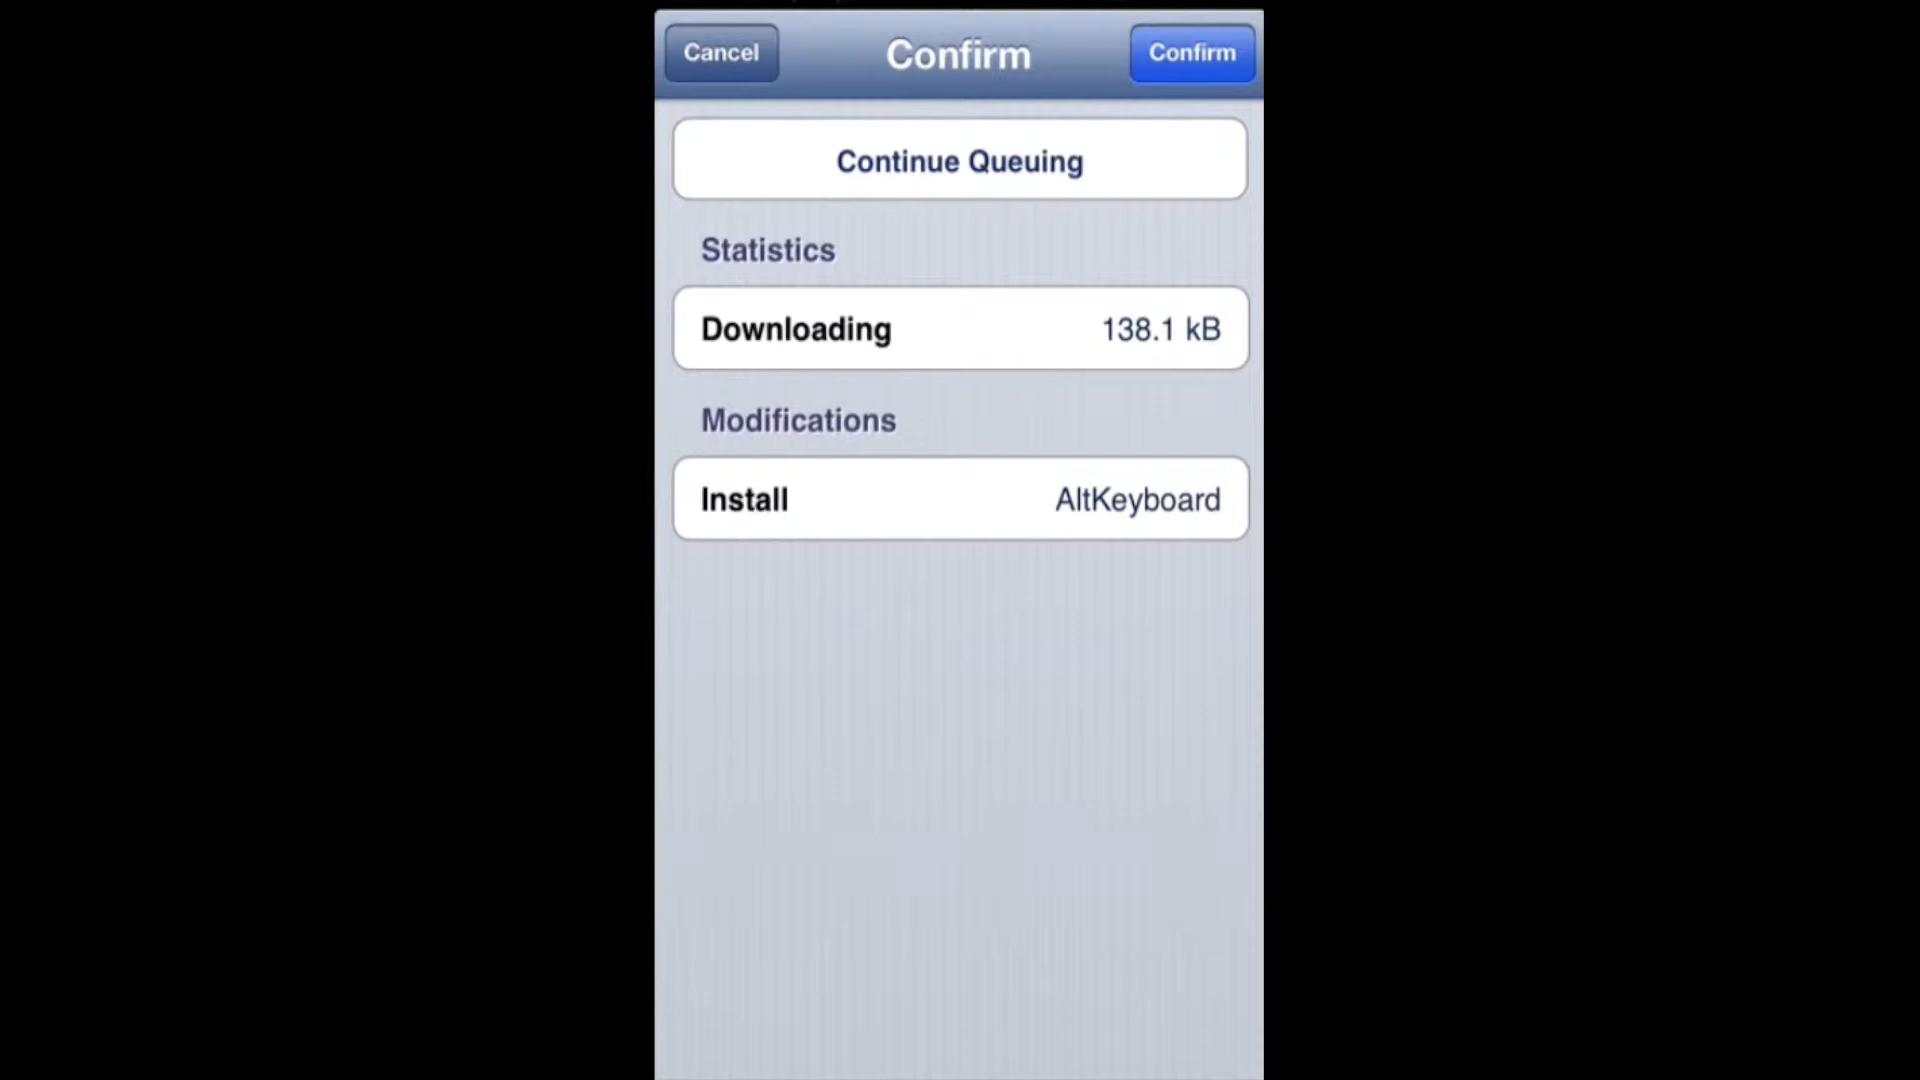 Cancel Confirm Confirm
Continue Queuing
Statistics
Downloading 138.1 kB
Modifications
Install AltKeyboard